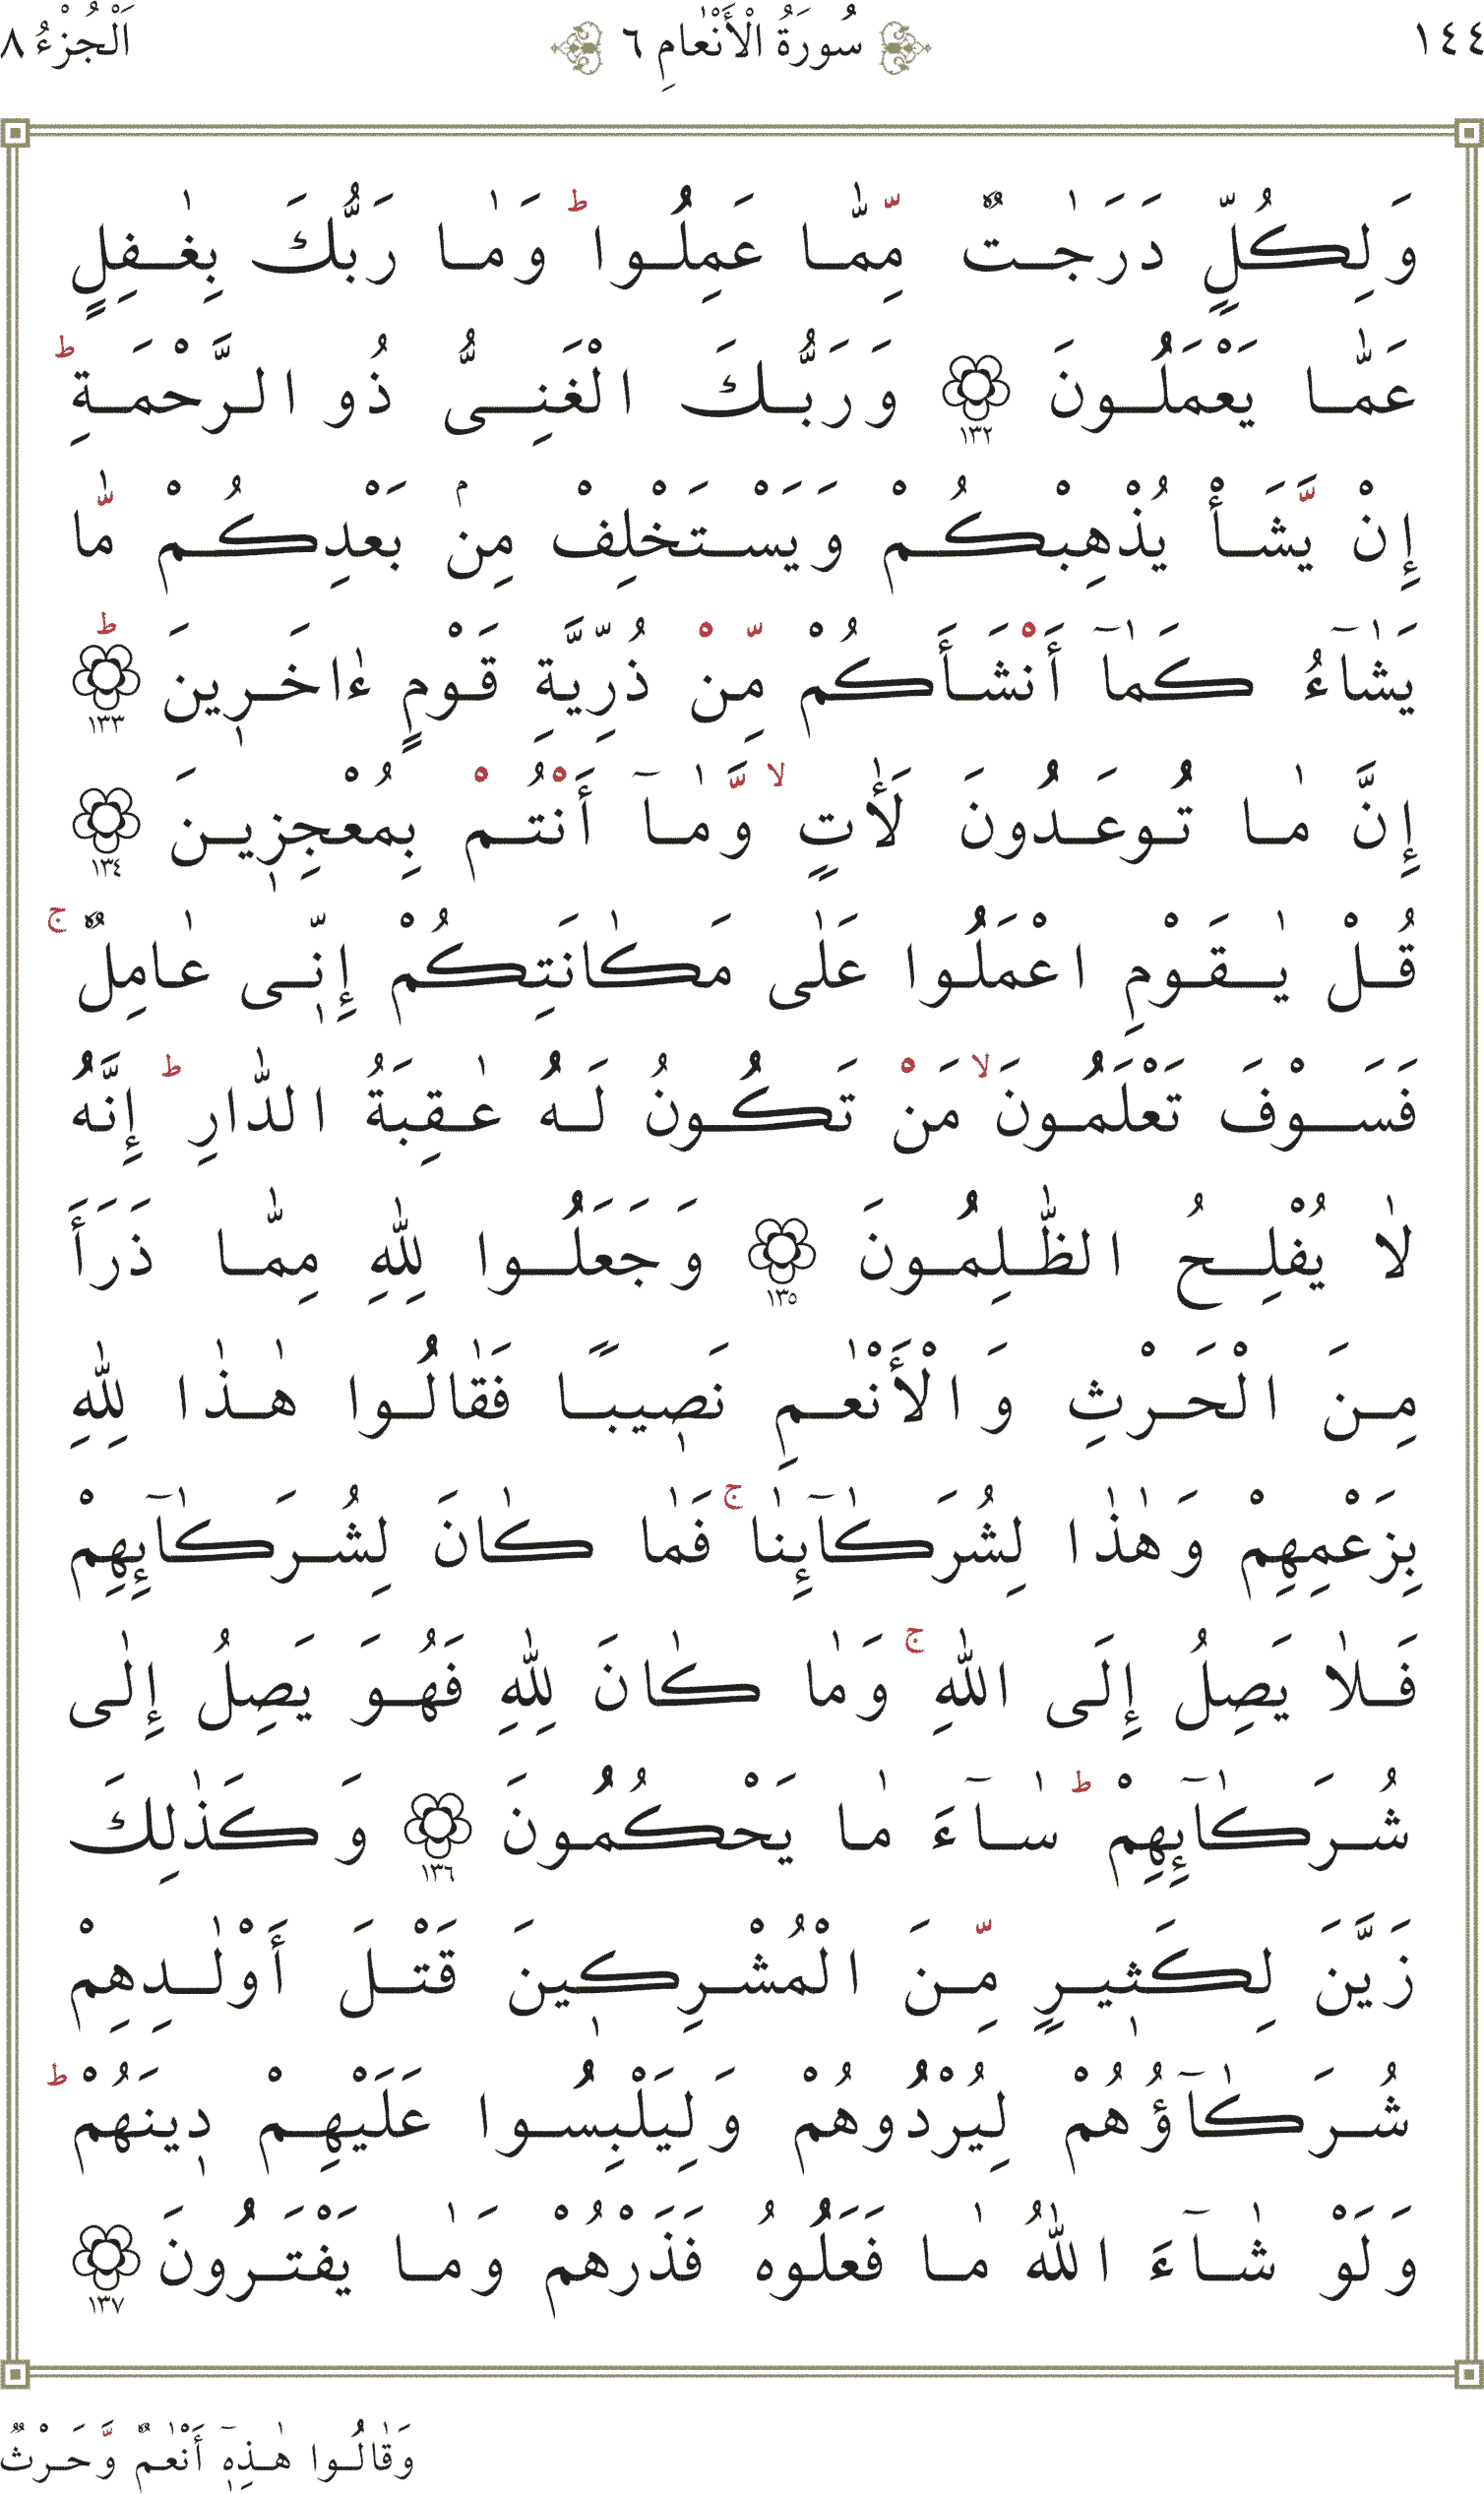 ١٤٤ سُورَةُ الْأَنْعَامِ ٦ اَلْجُزْءُ ٨
وَلِكُلٍّ دَرَجٰتٌ مِّمّٰا عَمِلُوا ۖط وَمٰا رَبُّكَ بِغٰفِلٍ
عَمّٰا يَعْمَلُونَ ١٣٢ وَرَبُّكَ الْغَنِىُّ ذُو الرَّحْمَةِ ط
إِنْ يَّشَأْ يُذْهِبْكُمْ وَيَسْتَخْلِفْ مِنۢ بَعْدِكُمْ مّٰا
يَشٰآءُ كَمٰآ أَنْشَأَكُمْ مِّنْ ذُرِّيَّةِ قَوْمٍ ءٰاخَرٖينَ ط ١٣٣
إِنَّ مٰا تُوعَدُونَ لَأٰتٍ لا وَّمٰآ أَنْتُمْ بِمُعْجِزٖينَ ١٣٤
قُلْ يٰقَوْمِ اعْمَلُوا عَلٰى مَكٰانَتِكُمْ إِنّٖى عٰامِلٌ ج
فَسَوْفَ تَعْلَمُونَ لا مَنْ تَكُونُ لَهُ عٰقِبَةُ الدّٰارِ ط إِنَّهُ
لٰا يُفْلِحُ الظّٰلِمُونَ ١٣٥ وَجَعَلُوا لِلّٰهِ مِمّٰا ذَرَأَ
مِنَ الْحَرْثِ وَالْأَنْعٰمِ نَصٖيبًا فَقٰالُوا هٰذٰا لِلّٰهِ
بِزَعْمِهِمْ وَهٰذٰا لِشُرَكٰآئِنٰا ج فَمٰا كٰانَ لِشُرَكٰآئِهِمْ
فَلٰا يَصِلُ إِلَى اللّٰهِ ج وَمٰا كٰانَ لِلّٰهِ فَهُوَ يَصِلُ إِلٰى
شُرَكٰآئِهِمْ ط سٰآءَ مٰا يَحْكُمُونَ ١٣٦ وَكَذٰلِكَ
زَيَّنَ لِكَثٖيرٍ مِّنَ الْمُشْرِكٖينَ قَتْلَ أَوْلٰدِهِمْ
شُرَكٰآؤُهُمْ لِيُرْدُوهُمْ وَلِيَلْبِسُوا عَلَيْهِمْ دٖينَهُمْ ط
وَلَوْ شٰآءَ اللّٰهُ مٰا فَعَلُوهُ فَذَرْهُمْ وَمٰا يَفْتَرُونَ ١٣٧
وَقٰالُوا هٰذِهٖٓ أَنْعٰمٌ وَّحَرْثٌ